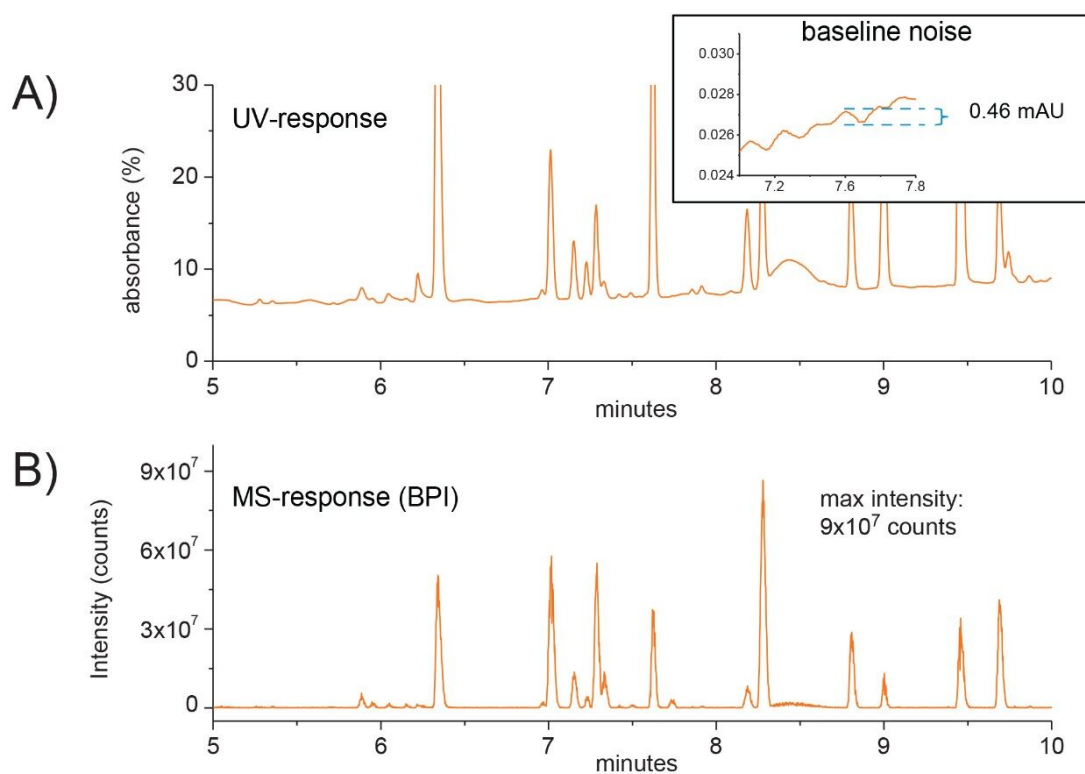 A)
UV-response
absorbance (%)
30
20
10
0
5
6
7
8
9
10
minutes
baseline noise
0.030
0.028
0.026
0.024
7.2
7.6
7.8
0.46 mAU
B)
MS-response (BPI)
max intensity:
9x10⁷ counts
Intensity (counts)
9x10⁷
6x10⁷
3x10⁷
0
5
6
7
8
9
10
minutes